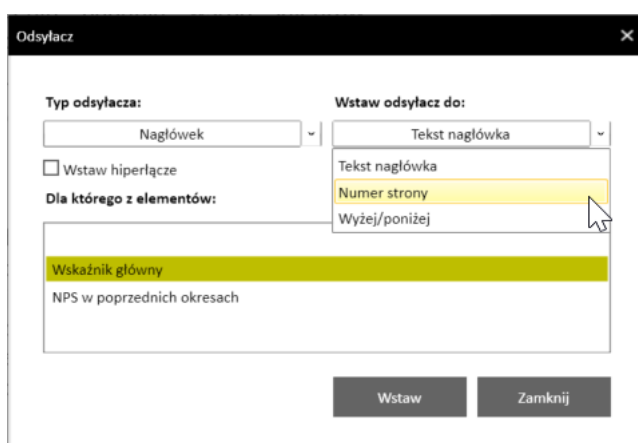 Odsyłacz
Typ odsyłacza:
Wstaw odsyłacz do:
Nagłówek
Tekst nagłówka
Wstaw hiperłącze
Tekst nagłówka
Dla którego z elementów:
Numer strony
Wyżej/poniżej
Wskaźnik główny
NPS w poprzednich okresach
Wstaw
Zamknij